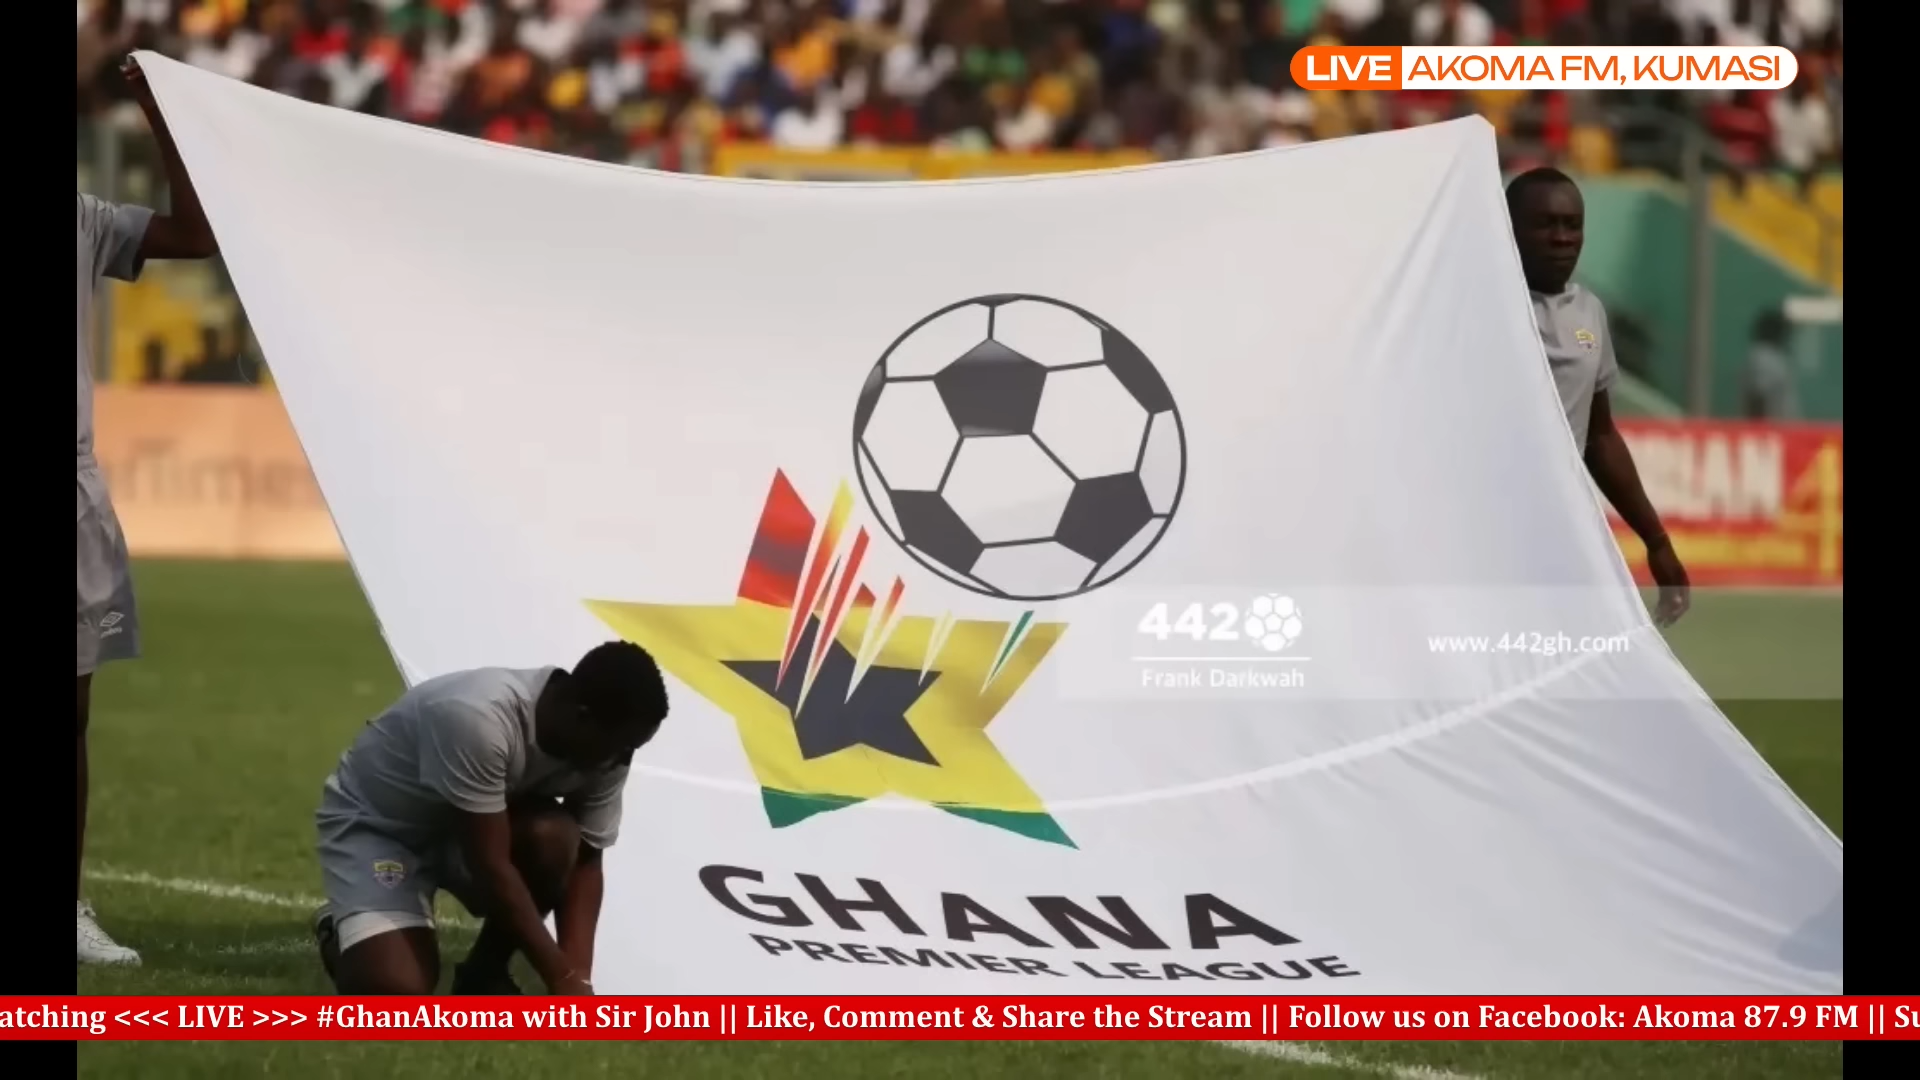 LIVE AKOMA FM, KUMASI
442
Frank Darkwah
www.442gh.com
GHANA
PREMIER LEAGUE
atching <<< LIVE >>> #GhanAkoma with Sir John || Like, Comment & Share the Stream || Follow us on Facebook: Akoma 87.9 FM || Su